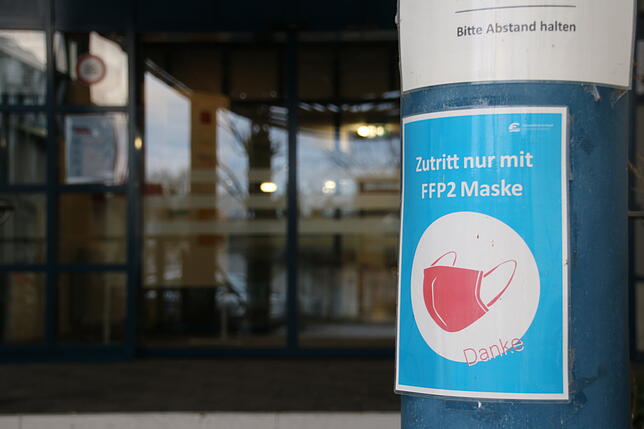 Bitte Abstand halten
Zutritt nur mit
FFP2 Maske
Danke